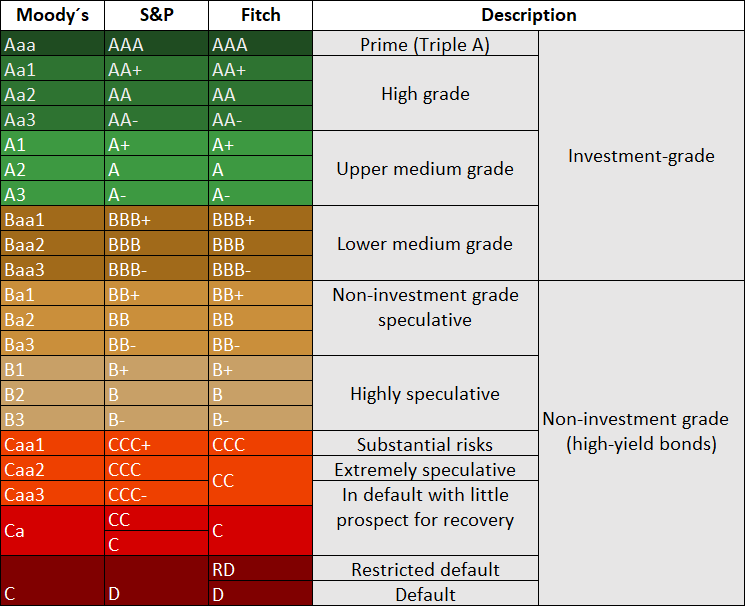 Moody´s S&P Fitch Description
Aaa AAA AAA Prime (Triple A)
Aa1 AA+ AA+
Aa2 AA AA High grade
Aa3 AA- AA-
A1 A+ A+
Investment-grade
A2 A A Upper medium grade
A3 A- A-
Baa1 BBB+ BBB+
Baa2 BBB BBB Lower medium grade
Baa3 BBB- BBB-
Ba1 BB+ BB+ Non-investment grade
Ba2 BB BB speculative
Ba3 BB- BB-
B1 B+ B+
B2 B B Highly speculative
B3 B- B-
Non-investment grade
(high-yield bonds)
Caa1 CCC+ CCC Substantial risks
Caa2 CCC Extremely speculative
CC
Caa3 CCC- In default with little
prospect for recovery
Ca CC C
C
RD Restricted default
C D D Default